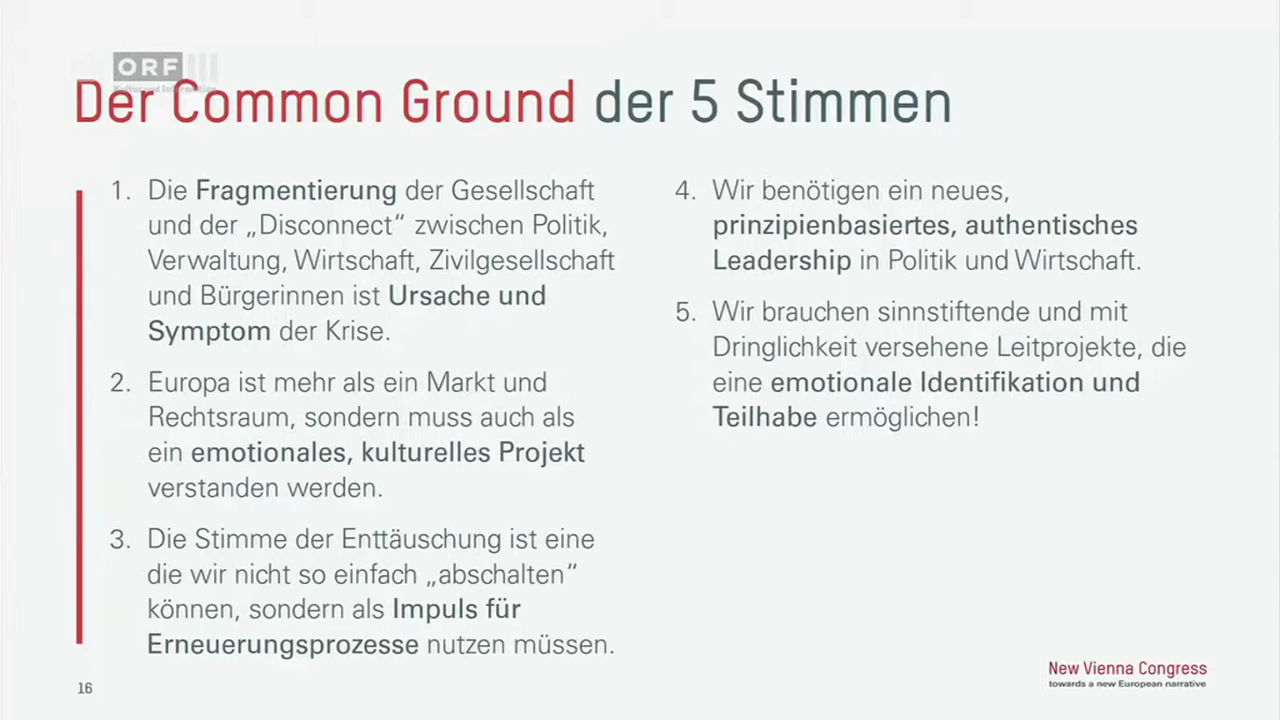 ORF III
Kultur und Information
Der Common Ground der 5 Stimmen
1. Die Fragmentierung der Gesellschaft
und der „Disconnect“ zwischen Politik,
Verwaltung, Wirtschaft, Zivilgesellschaft
und Bürgerinnen ist Ursache und
Symptom der Krise.
2. Europa ist mehr als ein Markt und
Rechtsraum, sondern muss auch als
ein emotionales, kulturelles Projekt
verstanden werden.
3. Die Stimme der Enttäuschung ist eine
die wir nicht so einfach „abschalten“
können, sondern als Impuls für
Erneuerungsprozesse nutzen müssen.
4. Wir benötigen ein neues,
prinzipienbasiertes, authentisches
Leadership in Politik und Wirtschaft.
5. Wir brauchen sinnstiftende und mit
Dringlichkeit versehene Leitprojekte, die
eine emotionale Identifikation und
Teilhabe ermöglichen!
16
New Vienna Congress
towards a new European narrative